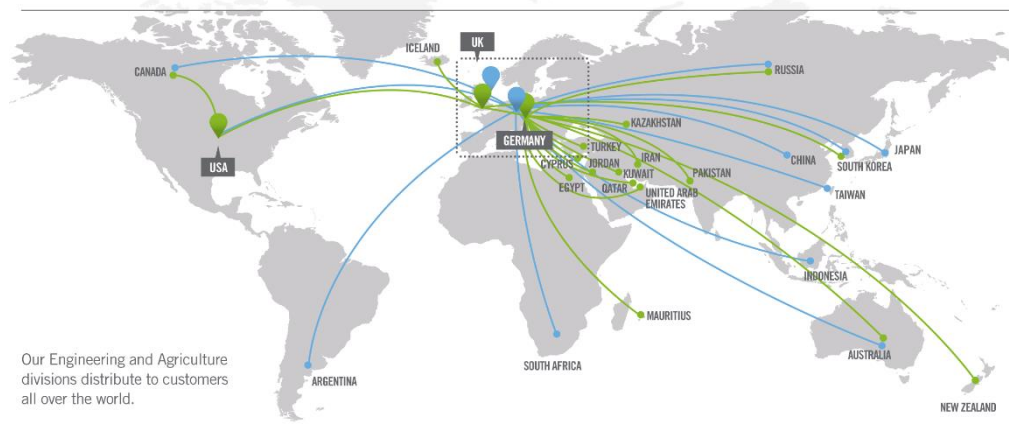 ICELAND
UK
CANADA
RUSSIA
USA
GERMANY
KAZAKHSTAN
TURKEY
CYPRUS
JORDAN
IRAN
EGYPT
QATAR
KUWAIT
UNITED ARAB
EMIRATES
PAKISTAN
CHINA
SOUTH KOREA
JAPAN
TAIWAN
INDONESIA
MAURITIUS
SOUTH AFRICA
AUSTRALIA
ARGENTINA
NEW ZEALAND
Our Engineering and Agriculture
divisions distribute to customers
all over the world.